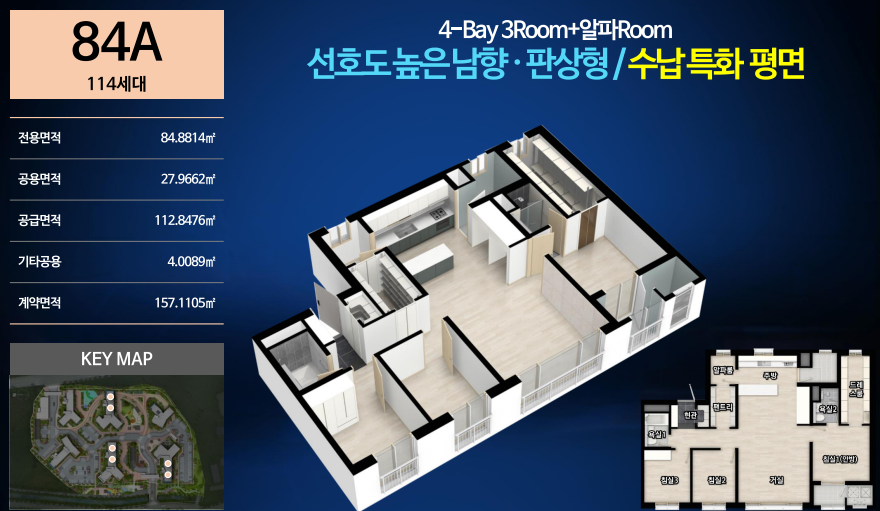 84A
114세대
4-Bay 3Room+알파Room
선호도 높은 남향·판상형 / 수납 특화 평면
전용면적 84.8814㎡
공용면적 27.9662㎡
공급면적 112.8476㎡
기타공용 4.0089㎡
계약면적 157.1105㎡
KEY MAP
알파룸
주방
드레스룸
현관
팬트리
욕실2
욕실1
침실1(안방)
침실3
침실2
거실